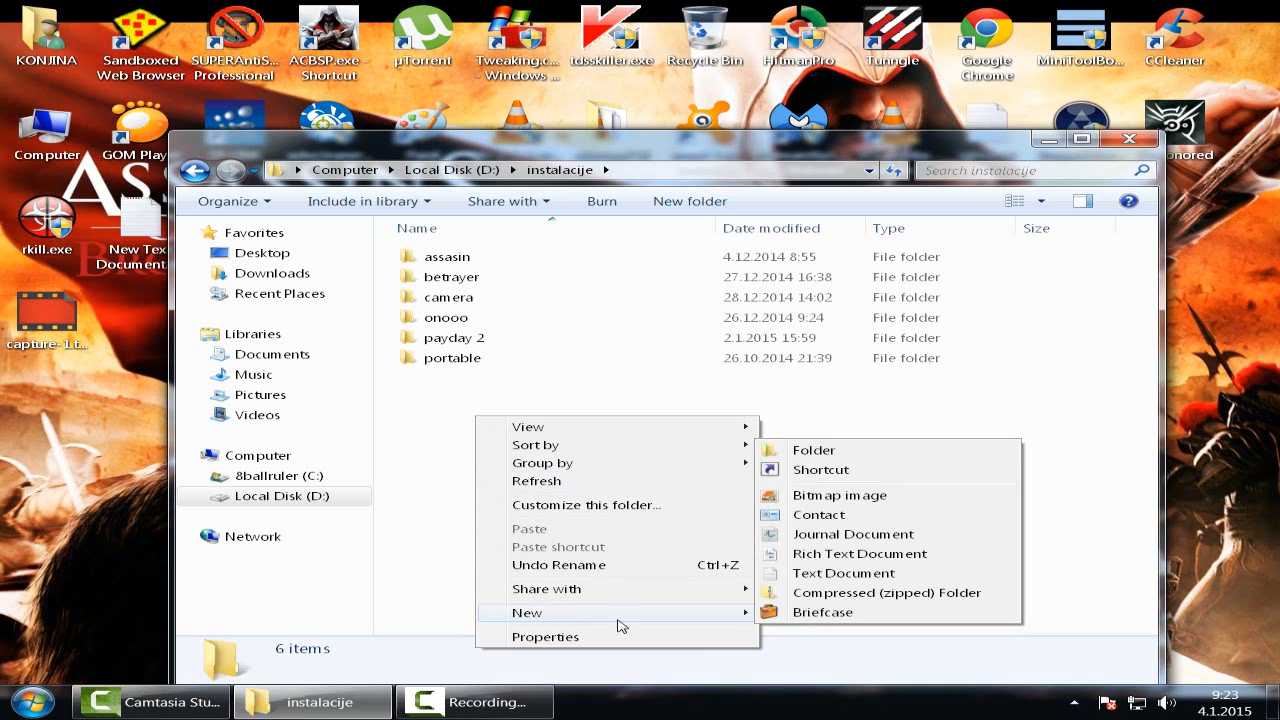 KONJINA
Sandboxed
Web Browser
SUPERAntiS...
Professional
ACBSP.exe -
Shortcut
µTorrent
Tweaking.c...
- Windows ...
tdsskiller.exe
Recycle Bin
HitmanPro
Tunngle
Google
Chrome
MiniToolBo...
CCleaner
Computer
GOM Play
rkill.exe
New Tex
Document
capture-1.t...
Computer
Local Disk (D:)
instalacije
Search instalacije
Organize
Include in library
Share with
Burn
New folder
Name
Date modified
Type
Size
assasin 4.12.2014 8:55 File folder
betrayer 27.12.2014 16:38 File folder
camera 28.12.2014 14:02 File folder
onooo 26.12.2014 9:24 File folder
payday 2 2.1.2015 15:59 File folder
portable 26.10.2014 21:39 File folder
Favorites
Desktop
Downloads
Recent Places
Libraries
Documents
Music
Pictures
Videos
Computer
8ballruler (C:)
Local Disk (D:)
Network
View
Sort by
Group by
Refresh
Customize this folder...
Paste
Paste shortcut
Undo Rename Ctrl+Z
Share with
New
Properties
Folder
Shortcut
Bitmap image
Contact
Journal Document
Rich Text Document
Text Document
Compressed (zipped) Folder
Briefcase
6 items
Camtasia Stu...
instalacije
Recording...
9:23
4.1.2015